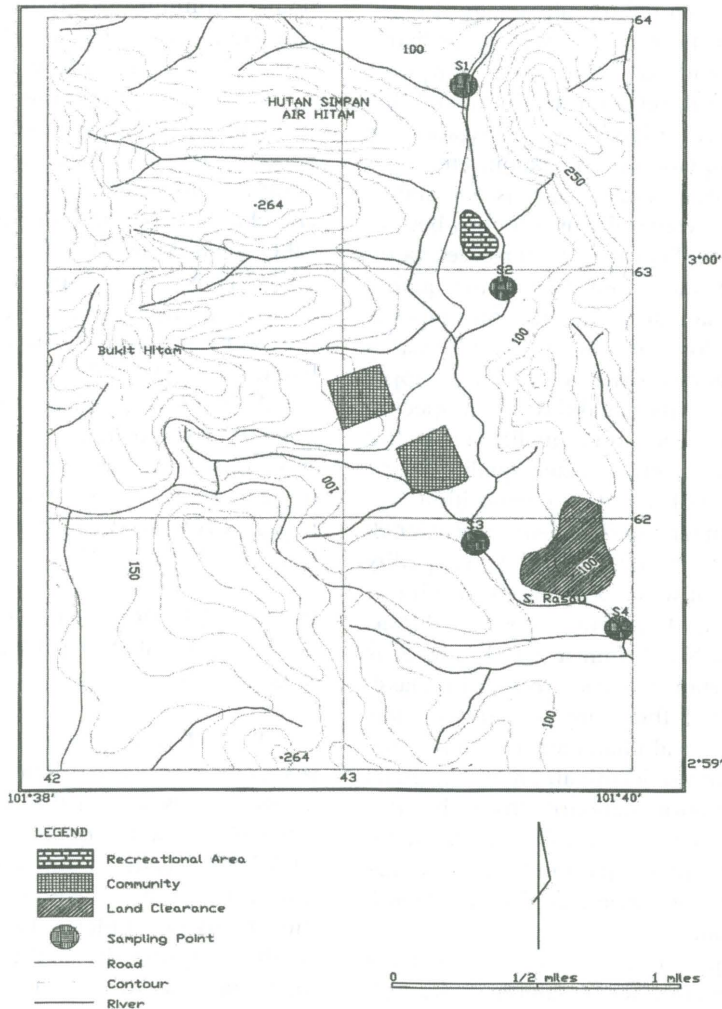 64
100
S1
HUTAN SIMPAN
AIR HITAM
250
·264
3°00'
63
S2
100
Bukit Hitam
100
S3
62
150
100
S. Rasau
S4
100
·264
2°59'
42
43
101°38'
101°40'
LEGEND
Recreational Area
Community
Land Clearance
Sampling Point
Road
Contour
River
0
1/2 miles
1 miles